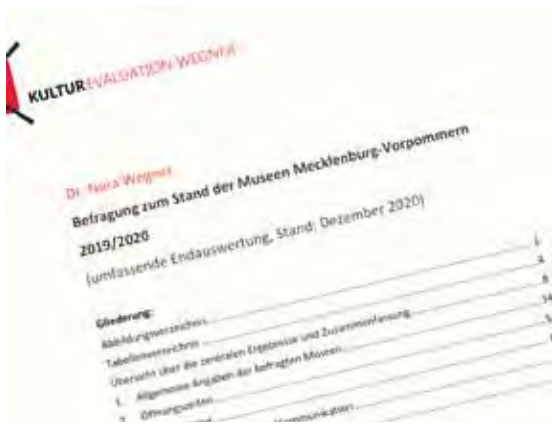 KULTUREVALUATION WEGNER
Dr. Nora Wegner
Befragung zum Stand der Museen Mecklenburg-Vorpommern
2019/2020
(umfassende Endauswertung, Stand: Dezember 2020)
Gliederung:
Abbildungsverzeichnis
Tabellenverzeichnis
Übersicht über die zentralen Ergebnisse und Zusammenfassung
1. Allgemeine Angaben der befragten Museen
2. Öffnungszeiten
Kommunikation